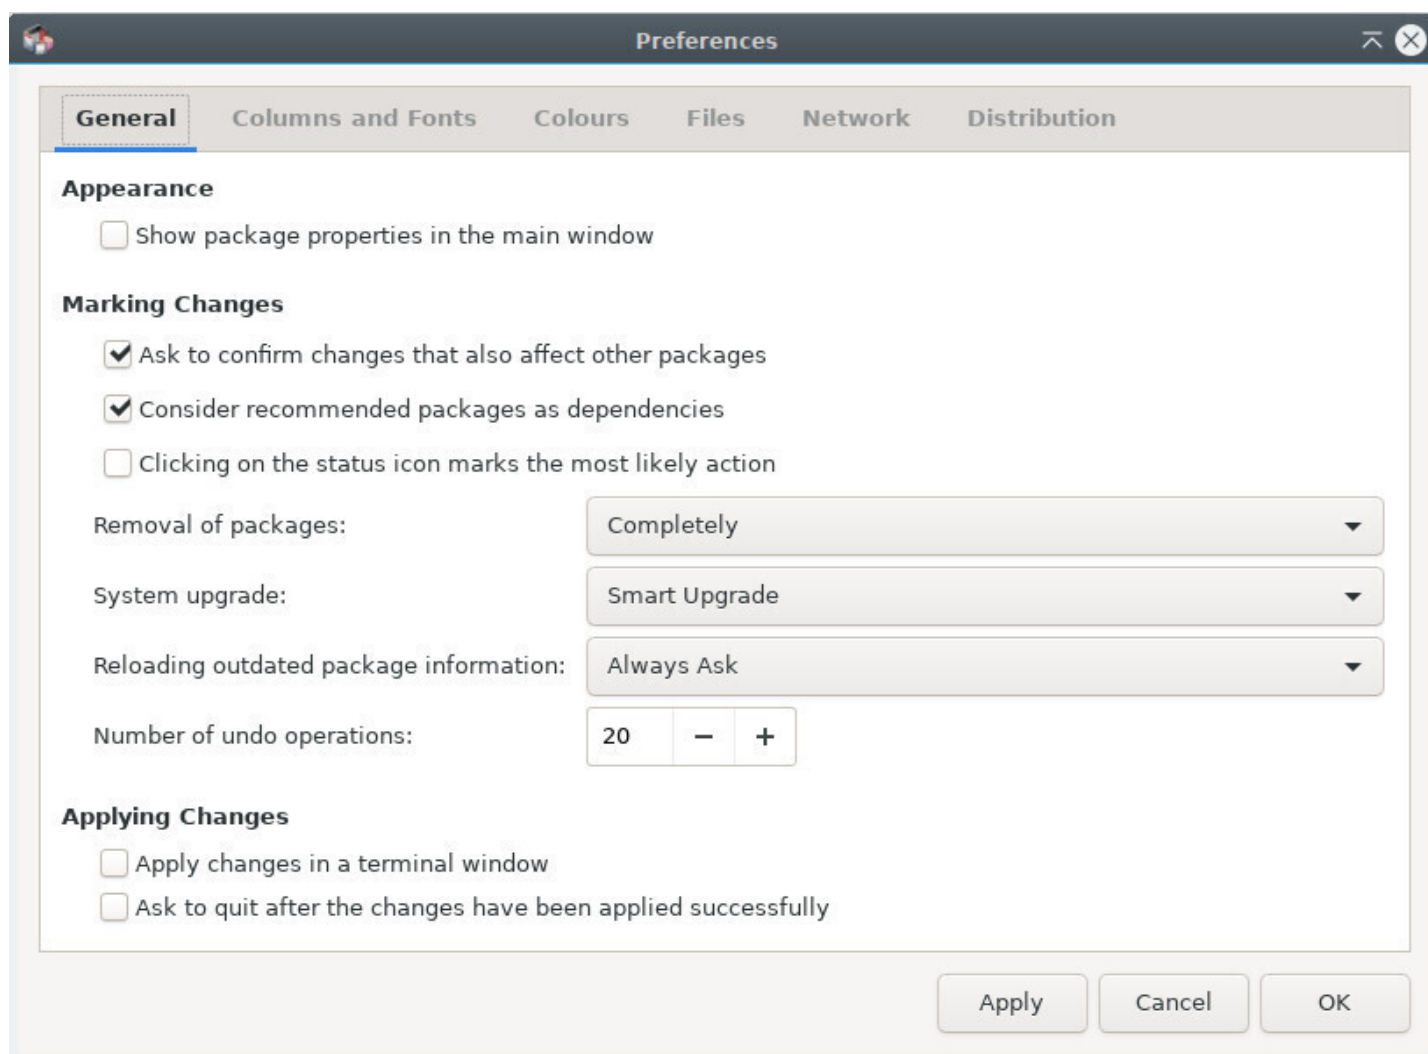 Preferences
General Columns and Fonts Colours Files Network Distribution
Appearance
Show package properties in the main window
Marking Changes
Ask to confirm changes that also affect other packages
Consider recommended packages as dependencies
Clicking on the status icon marks the most likely action
Removal of packages: Completely
System upgrade: Smart Upgrade
Reloading outdated package information: Always Ask
Number of undo operations: 20 − +
Applying Changes
Apply changes in a terminal window
Ask to quit after the changes have been applied successfully
Apply Cancel OK